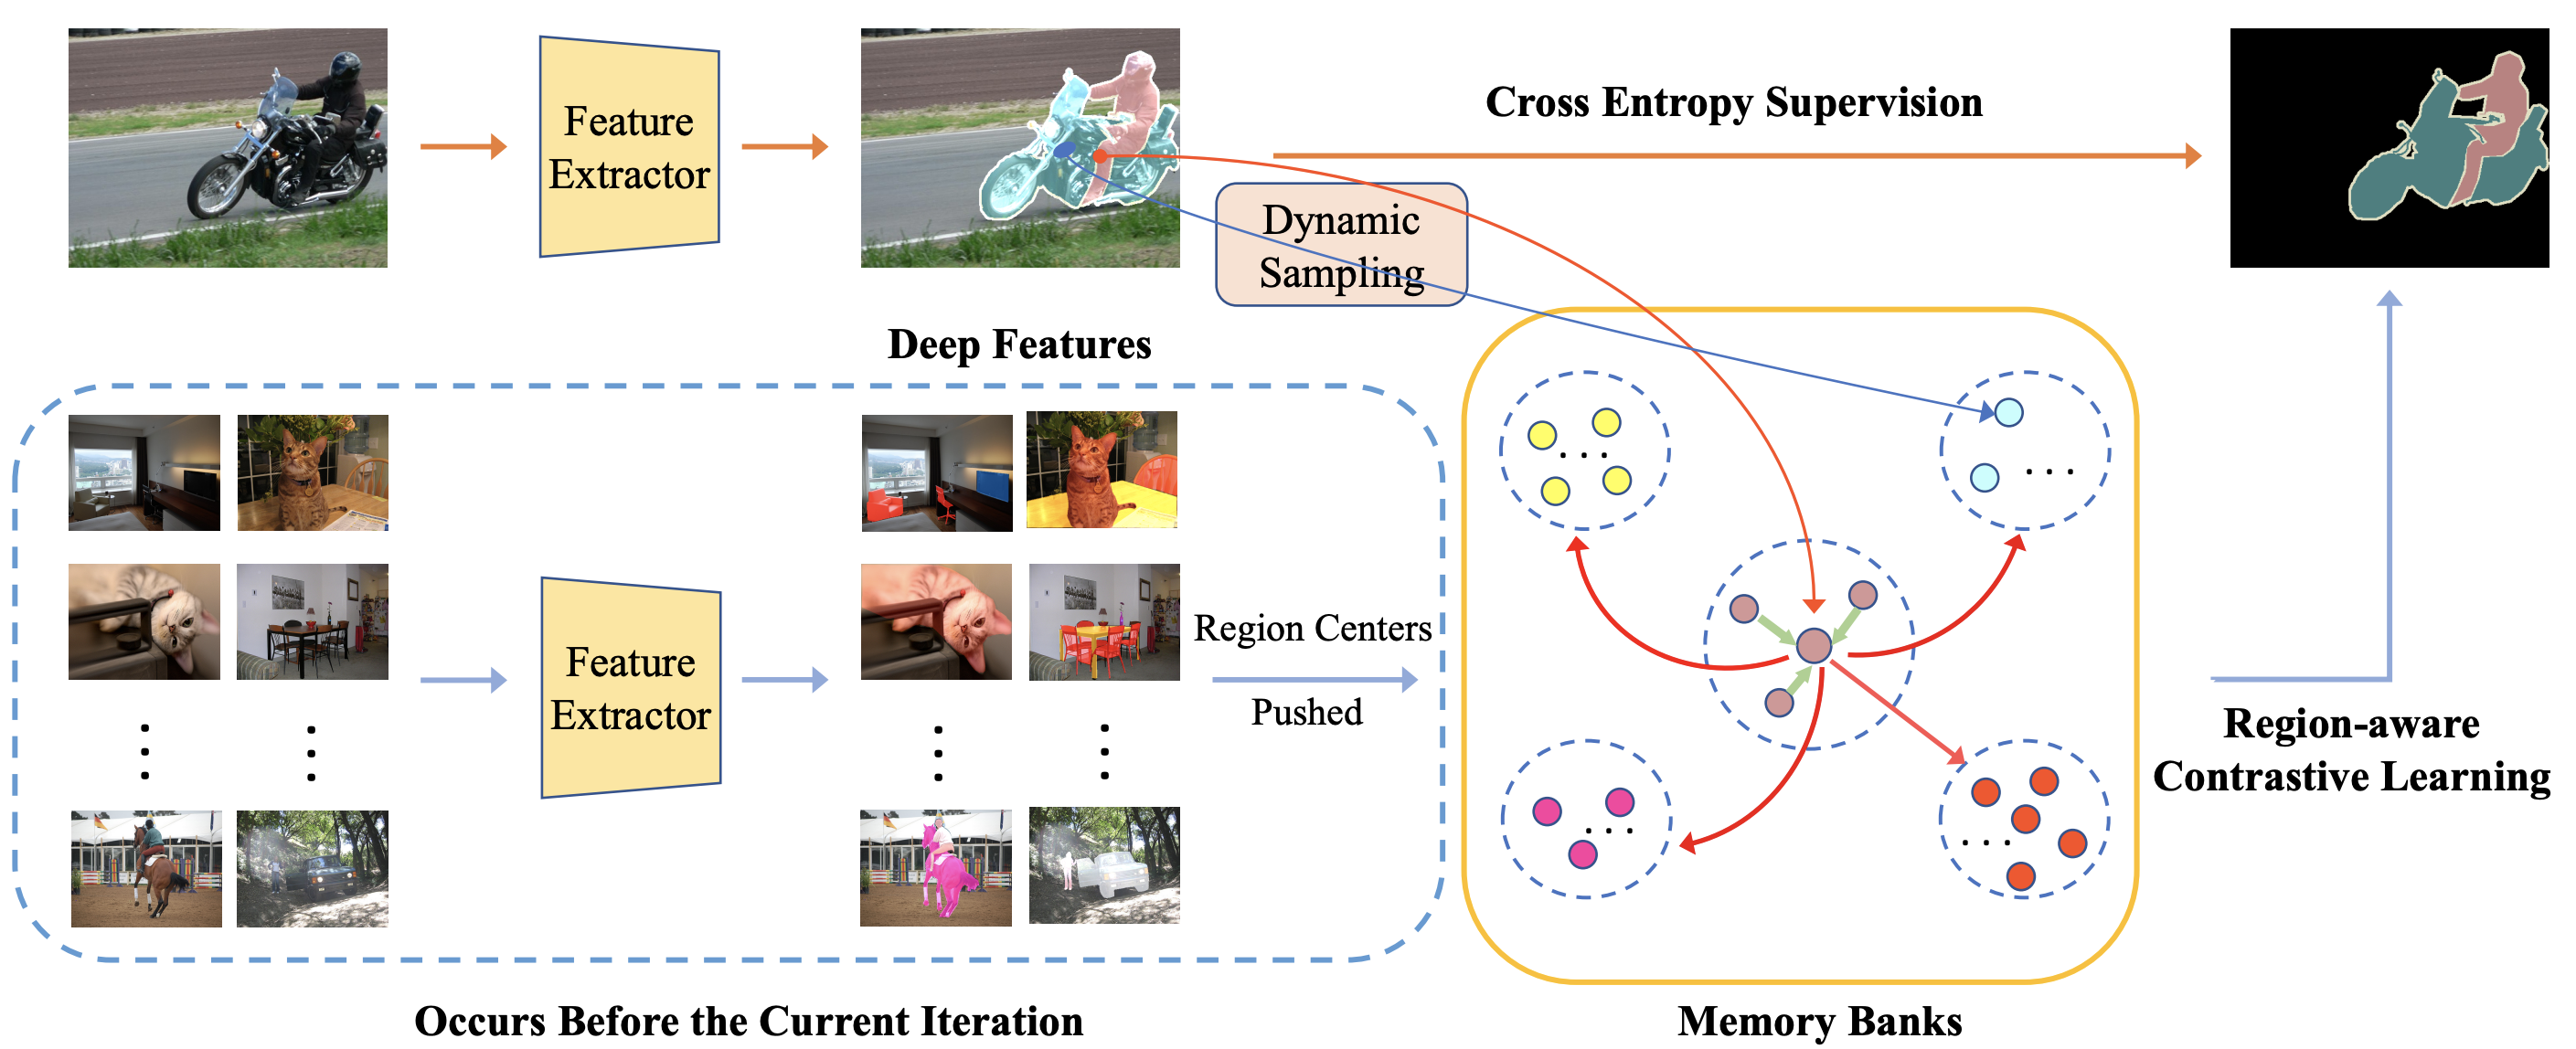 Feature
Extractor
Cross Entropy Supervision
Dynamic
Sampling
Deep Features
Feature
Extractor
Region Centers
Pushed
Region-aware
Contrastive Learning
Occurs Before the Current Iteration
Memory Banks